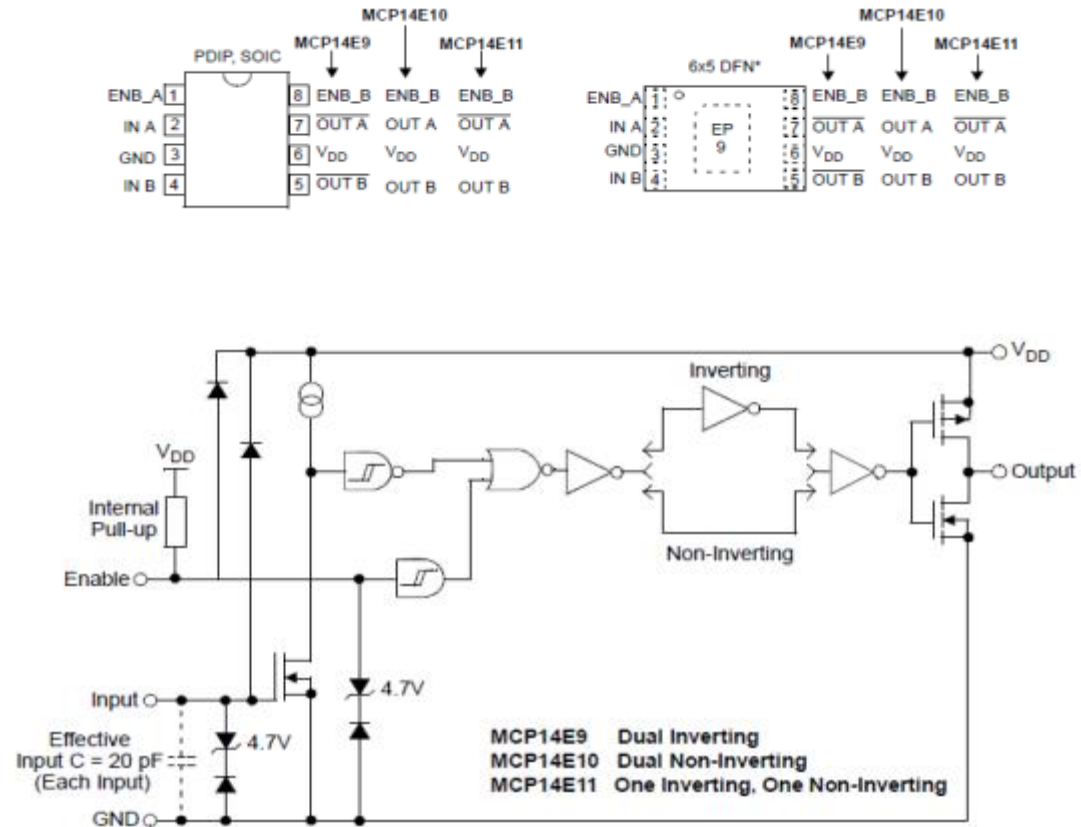 MCP14E10
MCP14E9
MCP14E11
PDIP, SOIC
ENB_A 1
8 ENB_B ENB_B ENB_B
IN A 2
7 OUT A OUT A OUT A
GND 3
6 VDD VDD VDD
IN B 4
5 OUT B OUT B OUT B
MCP14E10
MCP14E9
MCP14E11
6x5 DFN*
ENB_A 1
8 ENB_B ENB_B ENB_B
IN A 2
EP
9
7 OUT A OUT A OUT A
GND 3
6 VDD VDD VDD
IN B 4
5 OUT B OUT B OUT B
VDD
Inverting
VDD
Internal
Pull-up
Output
Non-Inverting
Enable
4.7V
Input
4.7V
Effective
Input C = 20 pF
(Each Input)
MCP14E9 Dual Inverting
MCP14E10 Dual Non-Inverting
MCP14E11 One Inverting, One Non-Inverting
GND